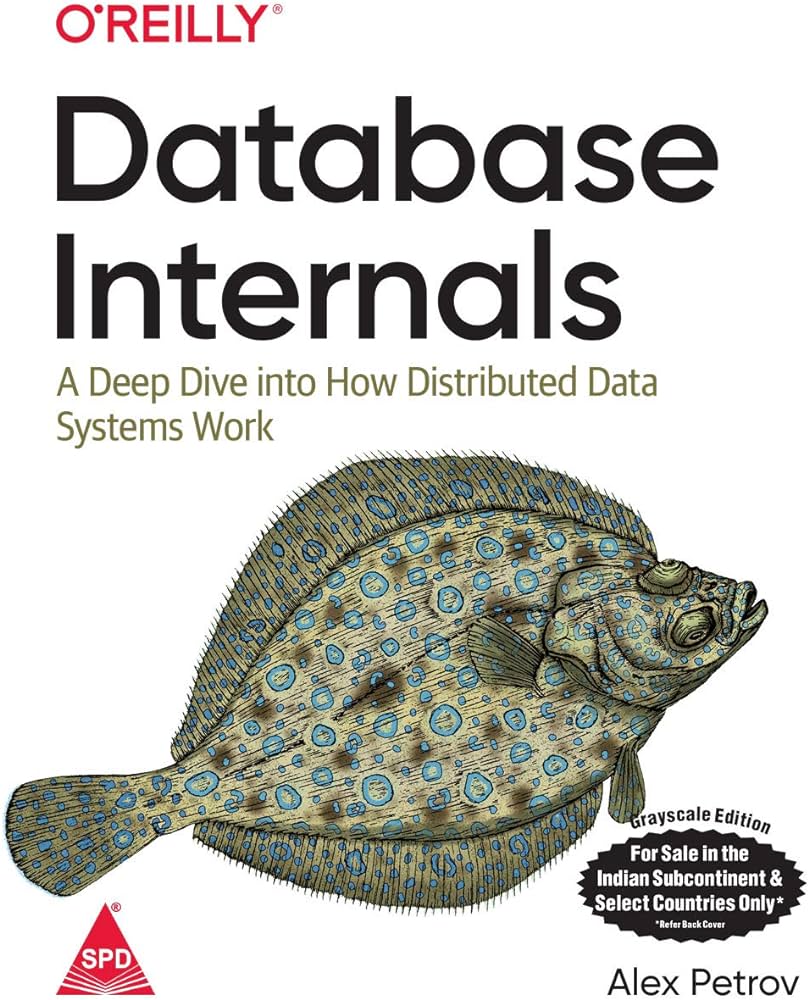 O'REILLY®
Database
Internals
A Deep Dive into How Distributed Data
Systems Work
Grayscale Edition
For Sale in the
Indian Subcontinent &
Select Countries Only*
*Refer Back Cover
®
SPD
Alex Petrov